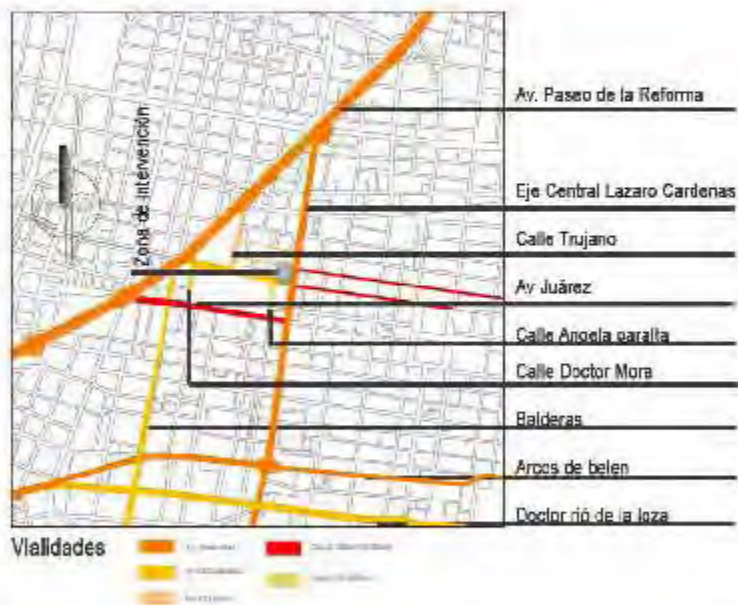 Zona de Intervención
Av. Paseo de la Reforma
Eje Central Lazaro Cardenas
Calle Trujano
Av Juárez
Calle Angela paralta
Calle Doctor Mora
Balderas
Arcos de belen
Doctor rió de la loza
Vialidades